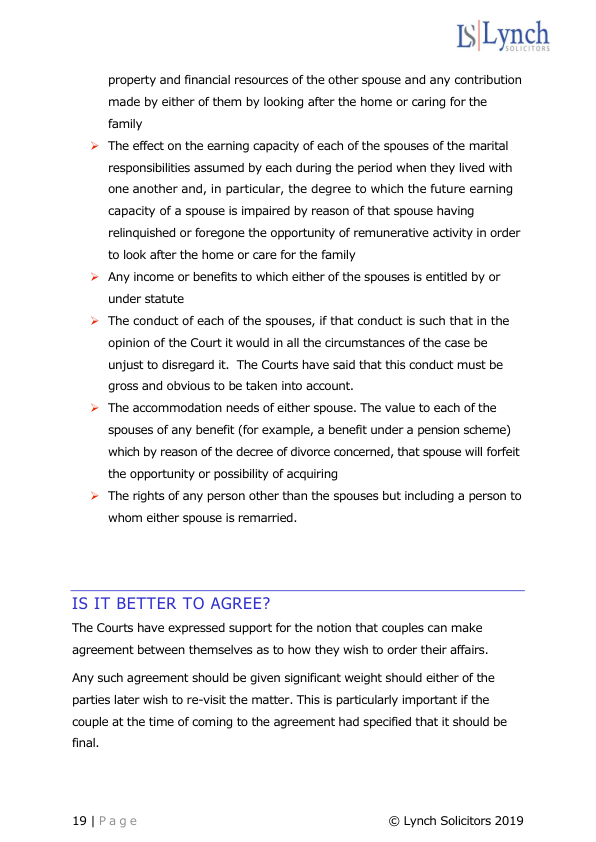 LS Lynch
SOLICITORS
property and financial resources of the other spouse and any contribution
made by either of them by looking after the home or caring for the
family
➢ The effect on the earning capacity of each of the spouses of the marital
responsibilities assumed by each during the period when they lived with
one another and, in particular, the degree to which the future earning
capacity of a spouse is impaired by reason of that spouse having
relinquished or foregone the opportunity of remunerative activity in order
to look after the home or care for the family
➢ Any income or benefits to which either of the spouses is entitled by or
under statute
➢ The conduct of each of the spouses, if that conduct is such that in the
opinion of the Court it would in all the circumstances of the case be
unjust to disregard it.  The Courts have said that this conduct must be
gross and obvious to be taken into account.
➢ The accommodation needs of either spouse. The value to each of the
spouses of any benefit (for example, a benefit under a pension scheme)
which by reason of the decree of divorce concerned, that spouse will forfeit
the opportunity or possibility of acquiring
➢ The rights of any person other than the spouses but including a person to
whom either spouse is remarried.
IS IT BETTER TO AGREE?
The Courts have expressed support for the notion that couples can make
agreement between themselves as to how they wish to order their affairs.
Any such agreement should be given significant weight should either of the
parties later wish to re-visit the matter. This is particularly important if the
couple at the time of coming to the agreement had specified that it should be
final.
19 | Page © Lynch Solicitors 2019